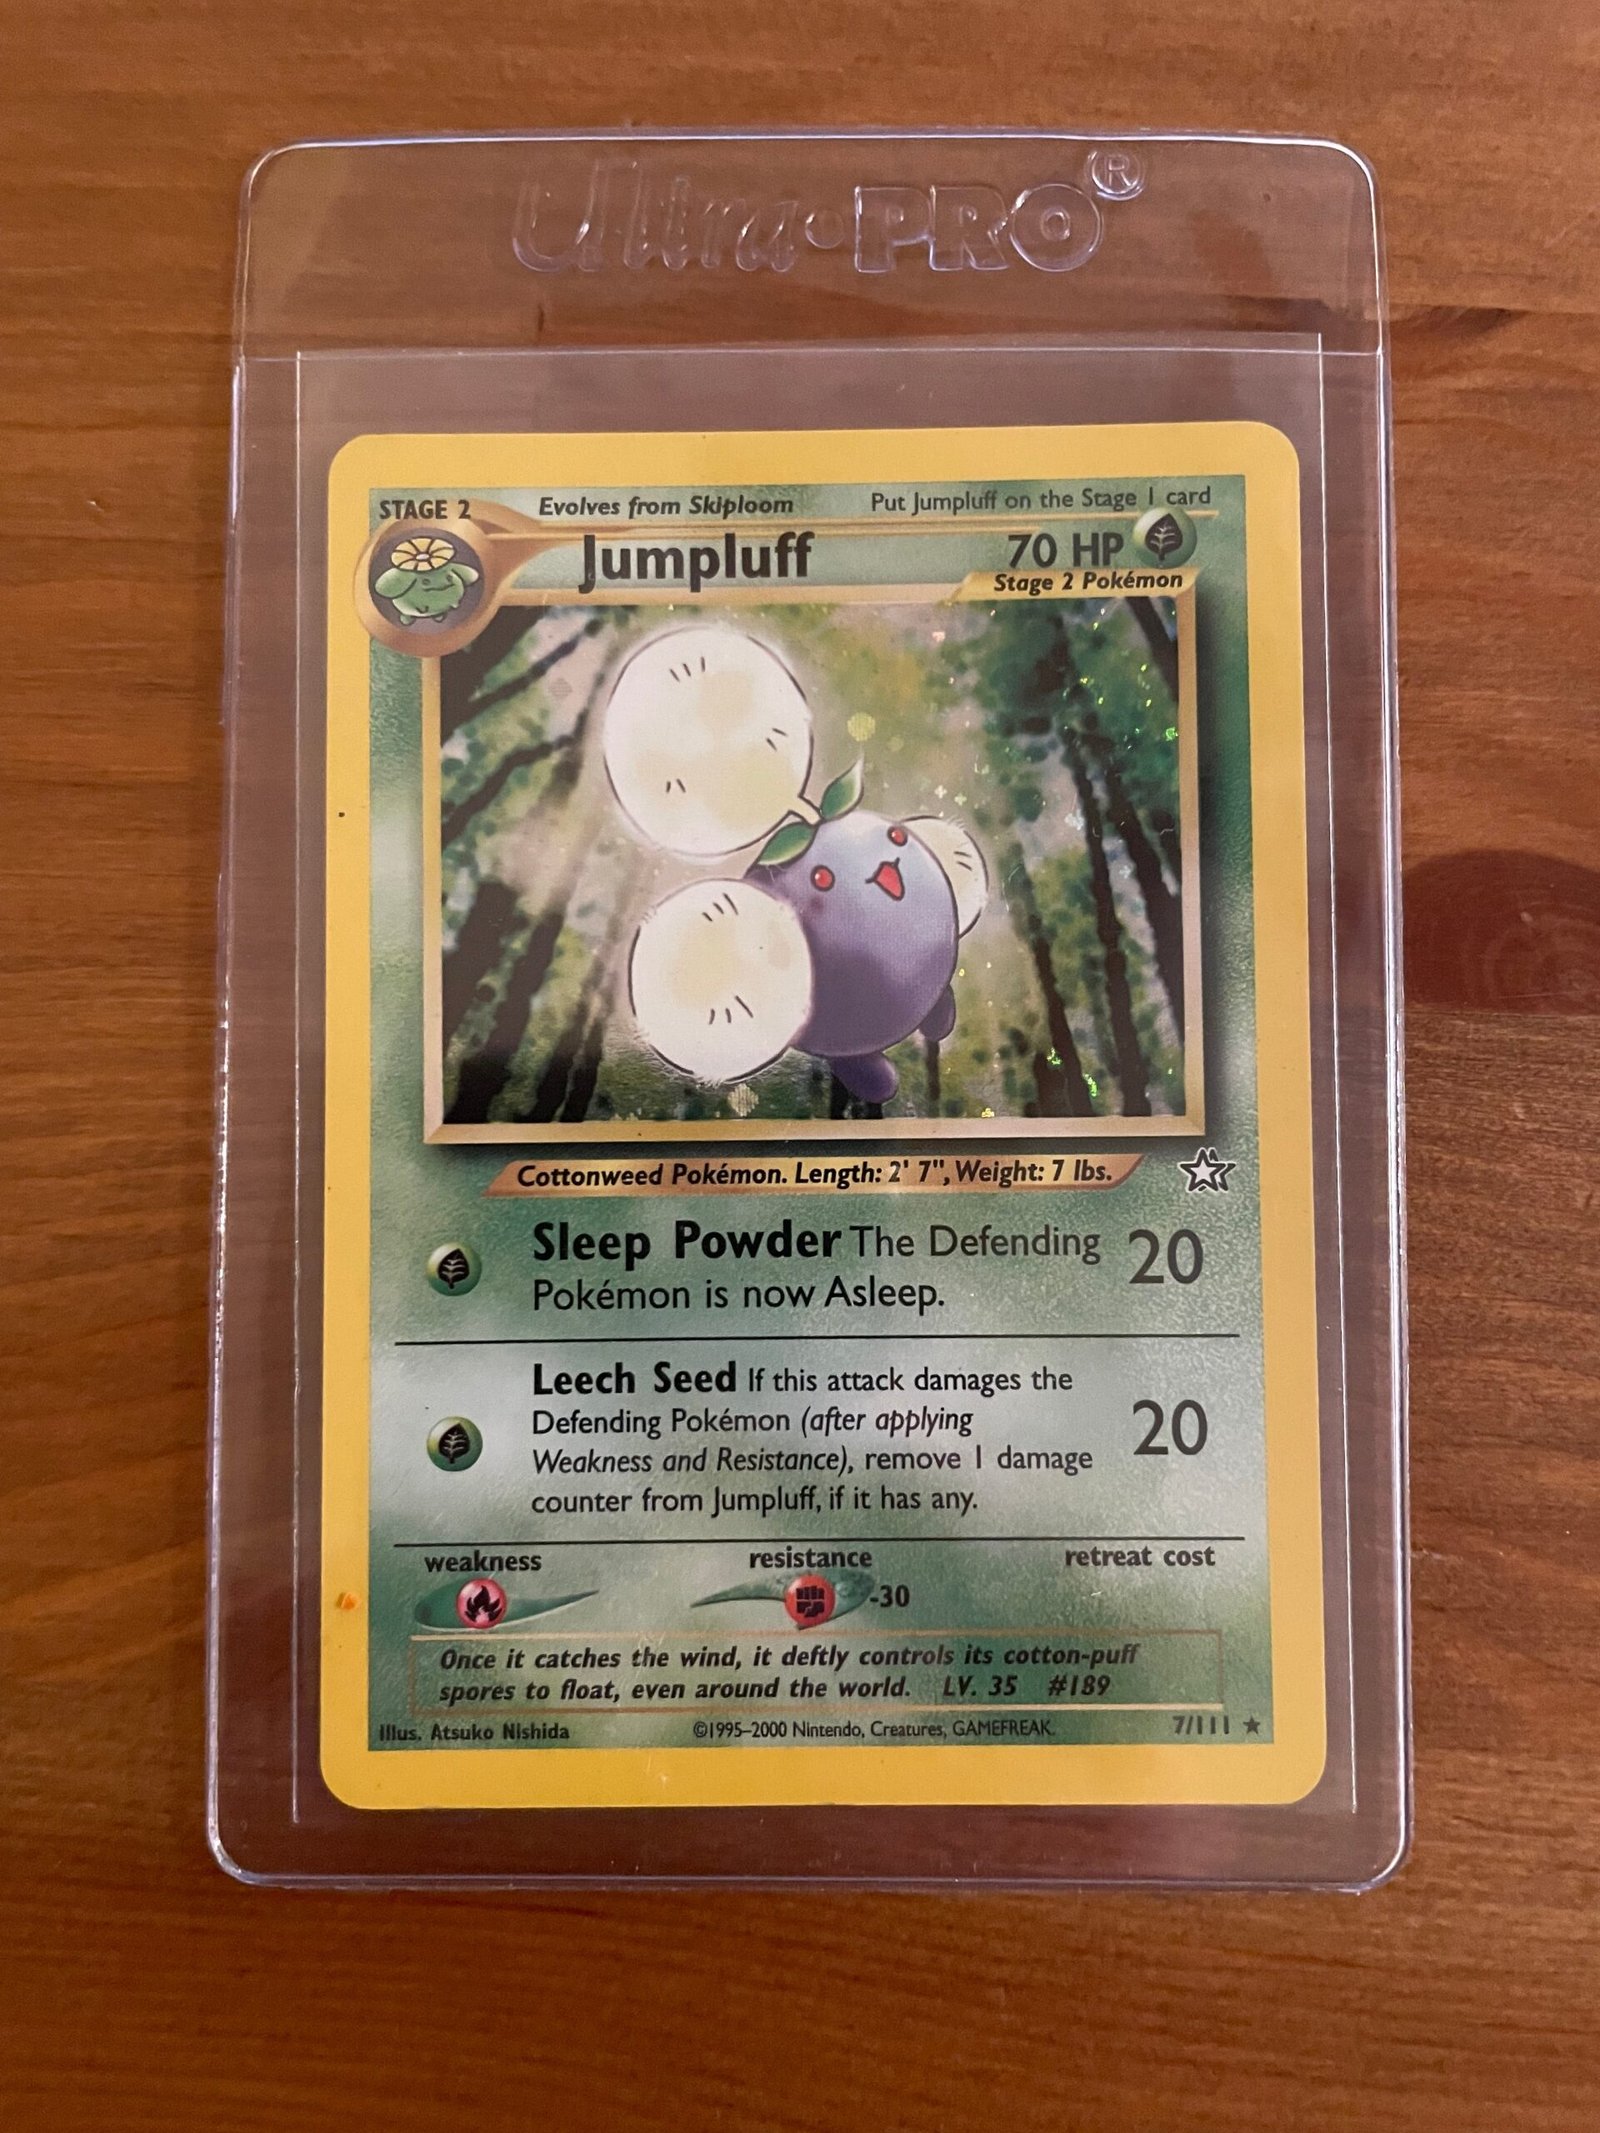 Ultra•PRO®
STAGE 2 Evolves from Skiploom Put Jumpluff on the Stage 1 card
Jumpluff 70 HP
Stage 2 Pokémon
Cottonweed Pokémon. Length: 2' 7", Weight: 7 lbs.
Sleep Powder The Defending 20
Pokémon is now Asleep.
Leech Seed If this attack damages the
Defending Pokémon (after applying 20
Weakness and Resistance), remove 1 damage
counter from Jumpluff, if it has any.
weakness resistance retreat cost
-30
Once it catches the wind, it deftly controls its cotton-puff
spores to float, even around the world. LV. 35 #189
Illus. Atsuko Nishida ©1995–2000 Nintendo, Creatures, GAMEFREAK. 7/111 ★